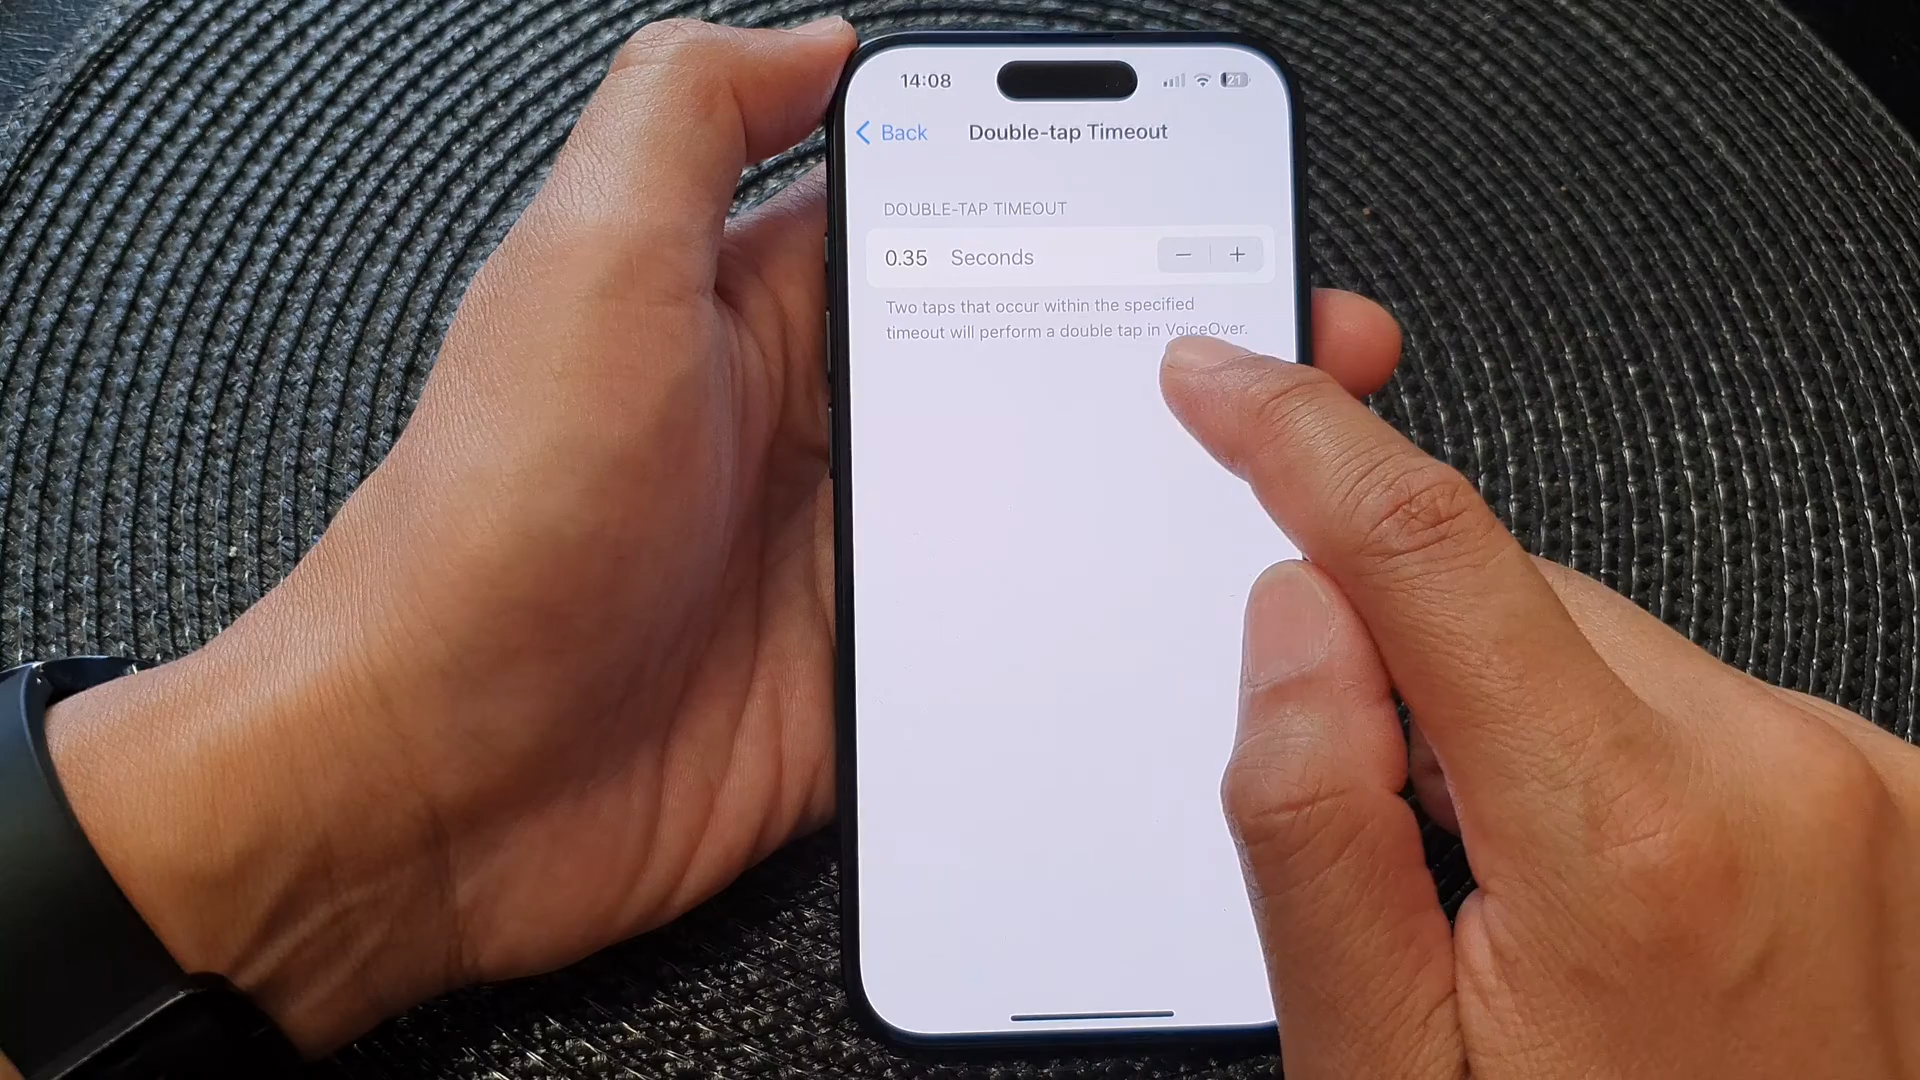 14:08
21
Back
Double-tap Timeout
DOUBLE-TAP TIMEOUT
0.35 Seconds
Two taps that occur within the specified
timeout will perform a double tap in VoiceOver.